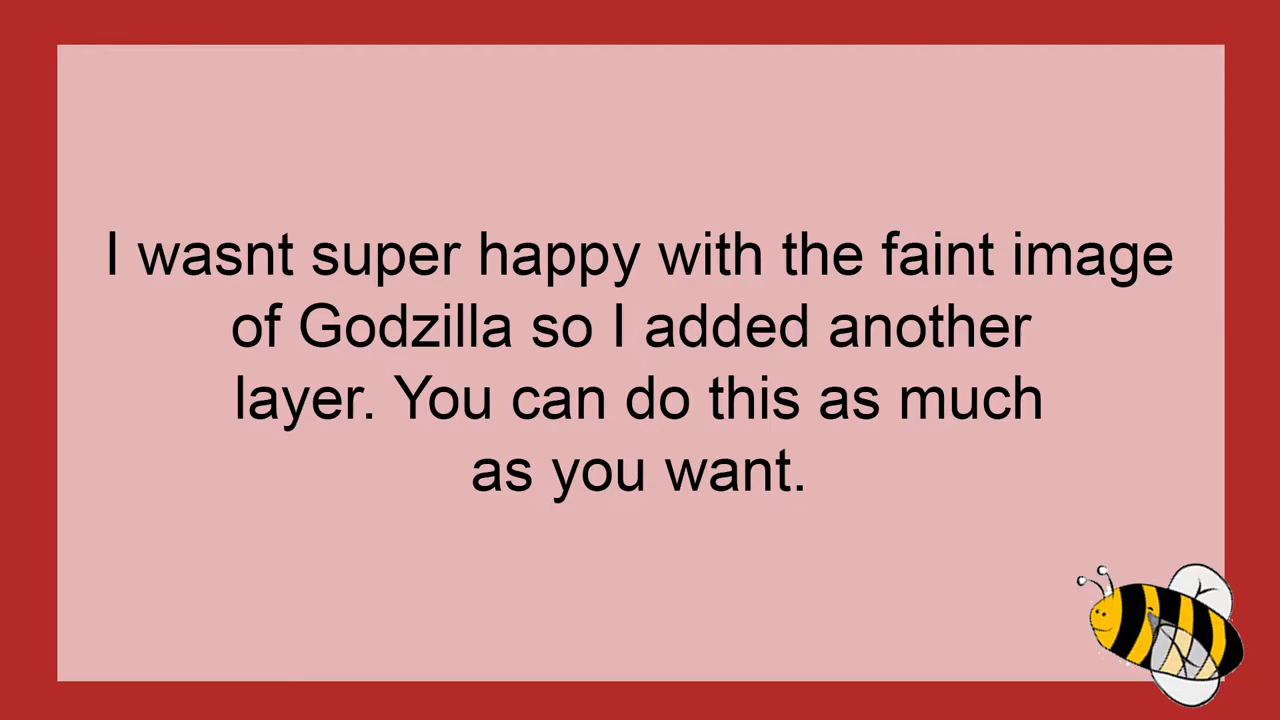 I wasnt super happy with the faint image
of Godzilla so I added another
layer. You can do this as much
as you want.